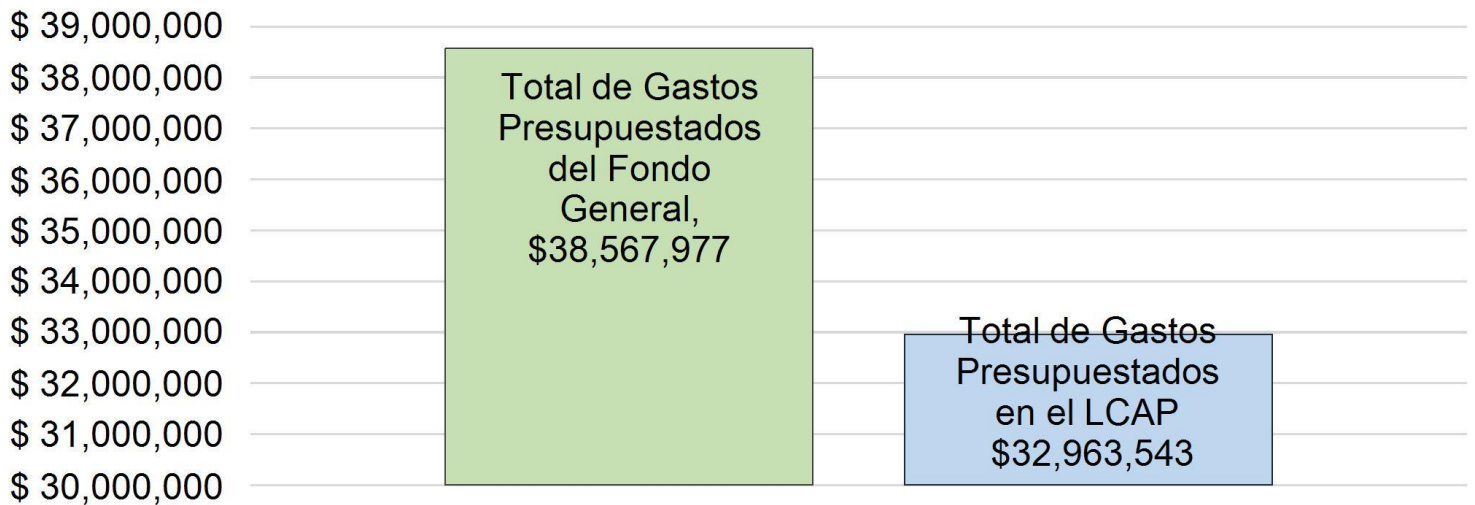 $ 39,000,000
$ 38,000,000
$ 37,000,000
$ 36,000,000
$ 35,000,000
$ 34,000,000
$ 33,000,000
$ 32,000,000
$ 31,000,000
$ 30,000,000
Total de Gastos
Presupuestados
del Fondo
General,
$38,567,977
Total de Gastos
Presupuestados
en el LCAP
$32,963,543